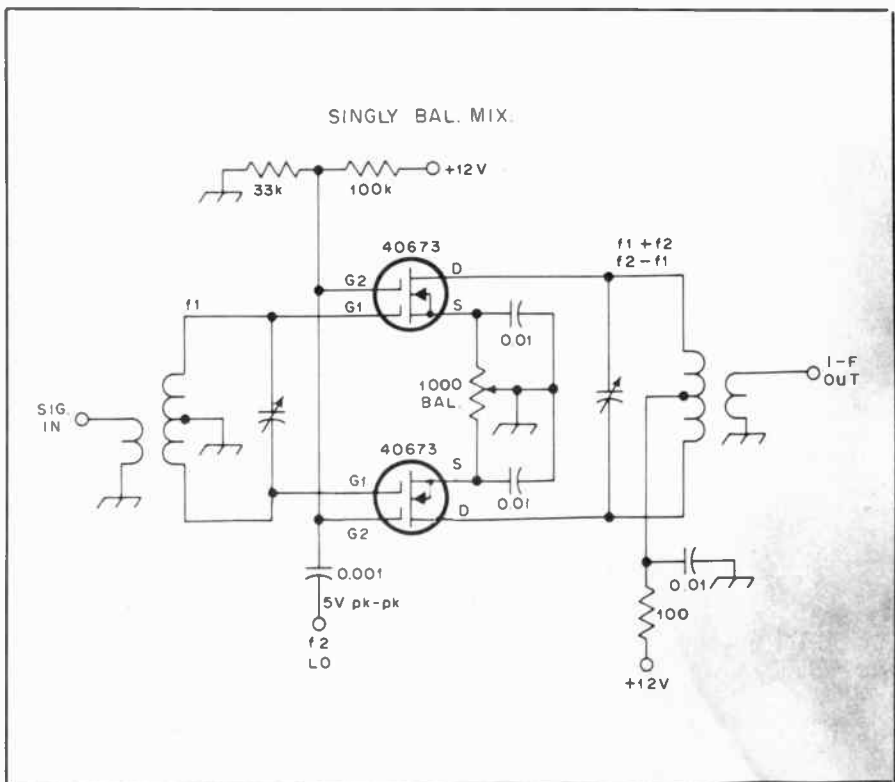 SINGLY BAL. MIX.
33k
100k
+12V
40673
f1 + f2
f2 - f1
G2
D
f1
G1
S
0.01
1000
BAL.
I-F
OUT
SIG.
IN
40673
G1
S
G2
D
0.01
0.001
5V pk-pk
f2
LO
0.01
100
+12V